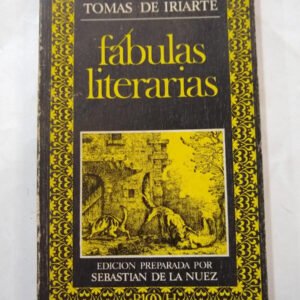 TOMAS DE IRIARTE
fábulas
literarias
EDICION PREPARADA POR
SEBASTIAN DE LA NUEZ